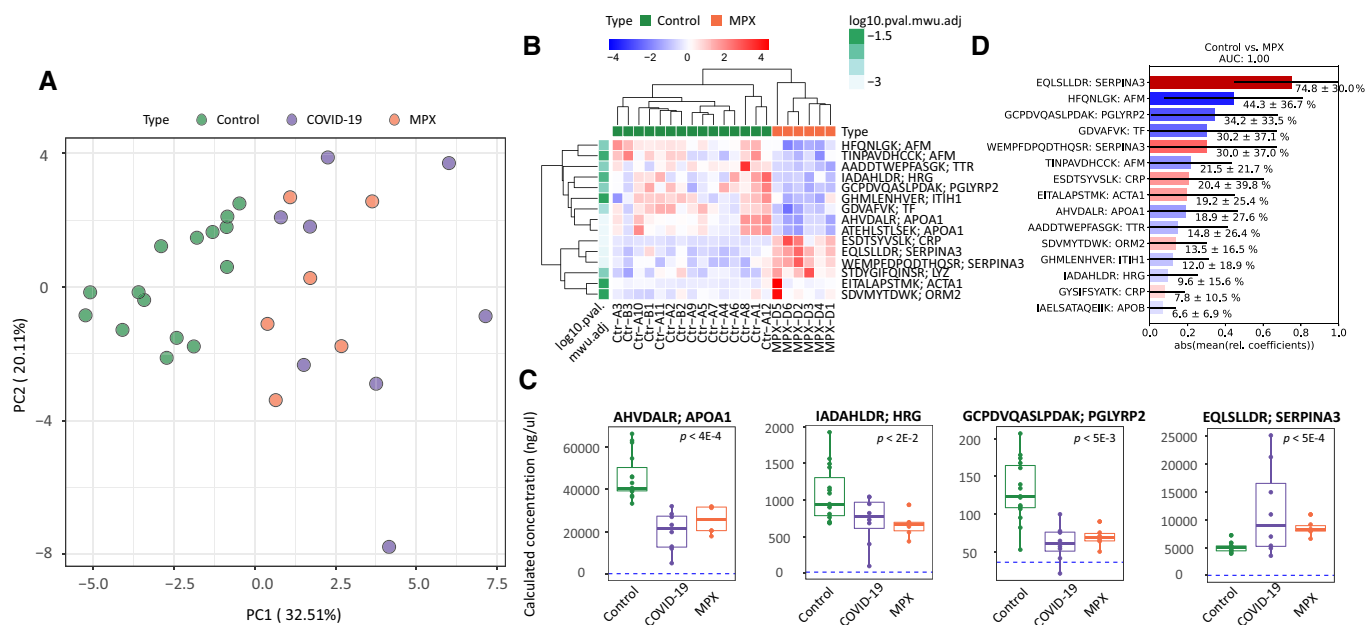 A
Type Control COVID-19 MPX
4
0
−4
−8
PC2 ( 20.11%)
−5.0 −2.5 0.0 2.5 5.0 7.5
PC1 ( 32.51%)
B
Type Control MPX
−4 −2 0 2 4
log10.pval.mwu.adj
−1.5
−3
Type
HFQNLGK; AFM
TINPAVDHCCK; AFM
AADDTWEPFASGK; TTR
IADAHLDR; HRG
GCPDVQASLPDAK; PGLYRP2
GHMLENHVER; ITIH1
GDVAFVK; TF
AHVDALR; APOA1
ATEHLSTLSEK; APOA1
ESDTSYVSLK; CRP
EQLSLLDR; SERPINA3
WEMPFDPQDTHQSR; SERPINA3
STDYGIFQINSR; LYZ
EITALAPSTMK; ACTA1
SDVMYTDWK; ORM2
log10.pval.
mwu.adj
Ctr−A3
Ctr−B3
Ctr−A10
Ctr−B1
Ctr−A11
Ctr−A2
Ctr−B2
Ctr−A9
Ctr−A5
Ctr−A7
Ctr−A4
Ctr−A6
Ctr−A1
Ctr−A12
MPX−D5
MPX−D6
MPX−D2
MPX−D3
MPX−D4
MPX−D1
D
Control vs. MPX
AUC: 1.00
EQLSLLDR: SERPINA3 74.8 ± 30.0 %
HFQNLGK: AFM 44.3 ± 36.7 %
GCPDVQASLPDAK: PGLYRP2 34.2 ± 33.5 %
GDVAFVK: TF 30.2 ± 37.1 %
WEMPFDPQDTHQSR: SERPINA3 30.0 ± 37.0 %
TINPAVDHCCK: AFM 21.5 ± 21.7 %
ESDTSYVSLK: CRP 20.4 ± 39.8 %
EITALAPSTMK: ACTA1 19.2 ± 25.4 %
AHVDALR: APOA1 18.9 ± 27.6 %
AADDTWEPFASGK: TTR 14.8 ± 26.4 %
SDVMYTDWK: ORM2 13.5 ± 16.5 %
GHMLENHVER: ITIH1 12.0 ± 18.9 %
IADAHLDR: HRG 9.6 ± 15.6 %
GYSIFSYATK: CRP 7.8 ± 10.5 %
IAELSATAQEIIK: APOB 6.6 ± 6.9 %
0.0 0.2 0.4 0.6 0.8 1.0
abs(mean(rel. coefficients))
C
Calculated concentration (ng/ul)
AHVDALR; APOA1
p < 4E-4
60000
40000
20000
0
Control COVID-19 MPX
IADAHLDR; HRG
p < 2E-2
2000
1500
1000
500
0
Control COVID-19 MPX
GCPDVQASLPDAK; PGLYRP2
p < 5E-3
200
150
100
50
Control COVID-19 MPX
EQLSLLDR; SERPINA3
p < 5E-4
25000
20000
15000
10000
5000
0
Control COVID-19 MPX